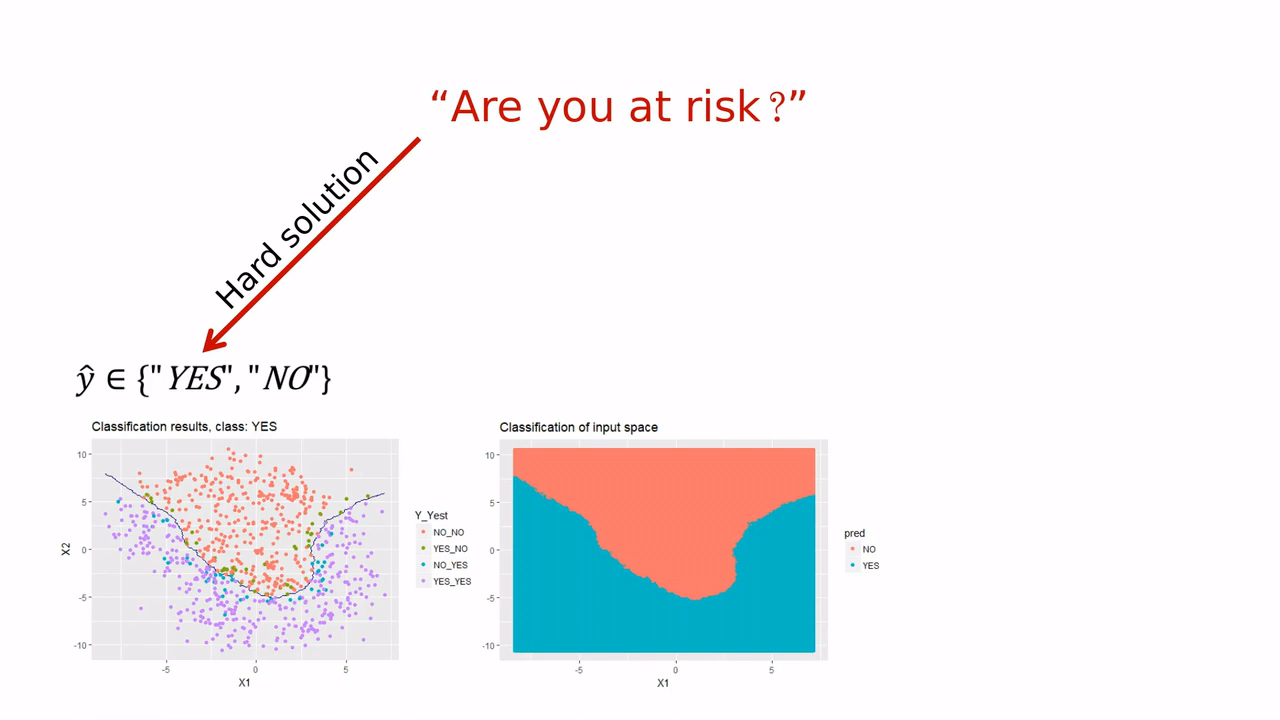 “Are you at risk?”
Hard solution
ŷ ∈ {"YES", "NO"}
Classification results, class: YES
10
5
0
-5
-10
X2
-5
0
5
X1
Y_Yest
NO_NO
YES_NO
NO_YES
YES_YES
Classification of input space
10
5
0
-5
-10
-5
0
5
X1
pred
NO
YES